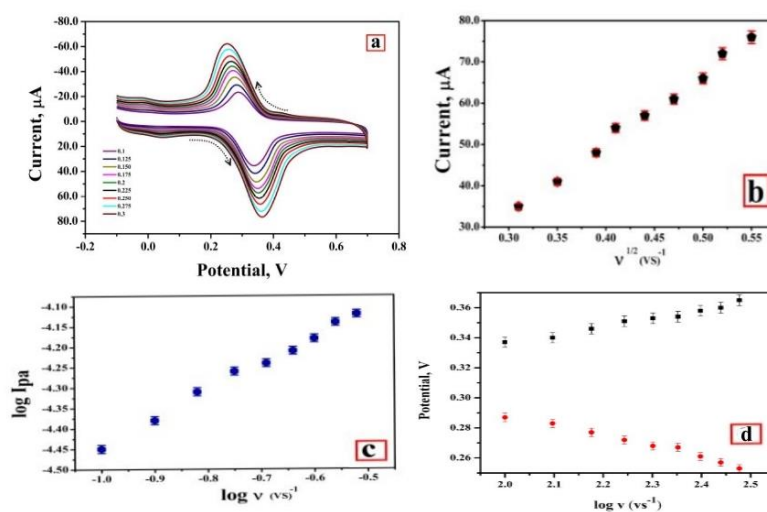 -80.0
-60.0
-40.0
-20.0
0.0
20.0
40.0
60.0
80.0
Current, µA
a
0.1
0.125
0.150
0.175
0.2
0.225
0.250
0.275
0.3
-0.2 0.0 0.2 0.4 0.6 0.8
Potential, V
80.0
70.0
60.0
50.0
40.0
30.0
Current, µA
b
0.30 0.35 0.40 0.45 0.50 0.55
ν 1/2 (VS)-1
-4.10
-4.15
-4.20
-4.25
-4.30
-4.35
-4.40
-4.45
-4.50
log Ipa
c
-1.0 -0.9 -0.8 -0.7 -0.6 -0.5
log ν (VS)-1
0.36
0.34
0.32
0.30
0.28
0.26
Potential, V
d
2.0 2.1 2.2 2.3 2.4 2.5
log v (vs-1)